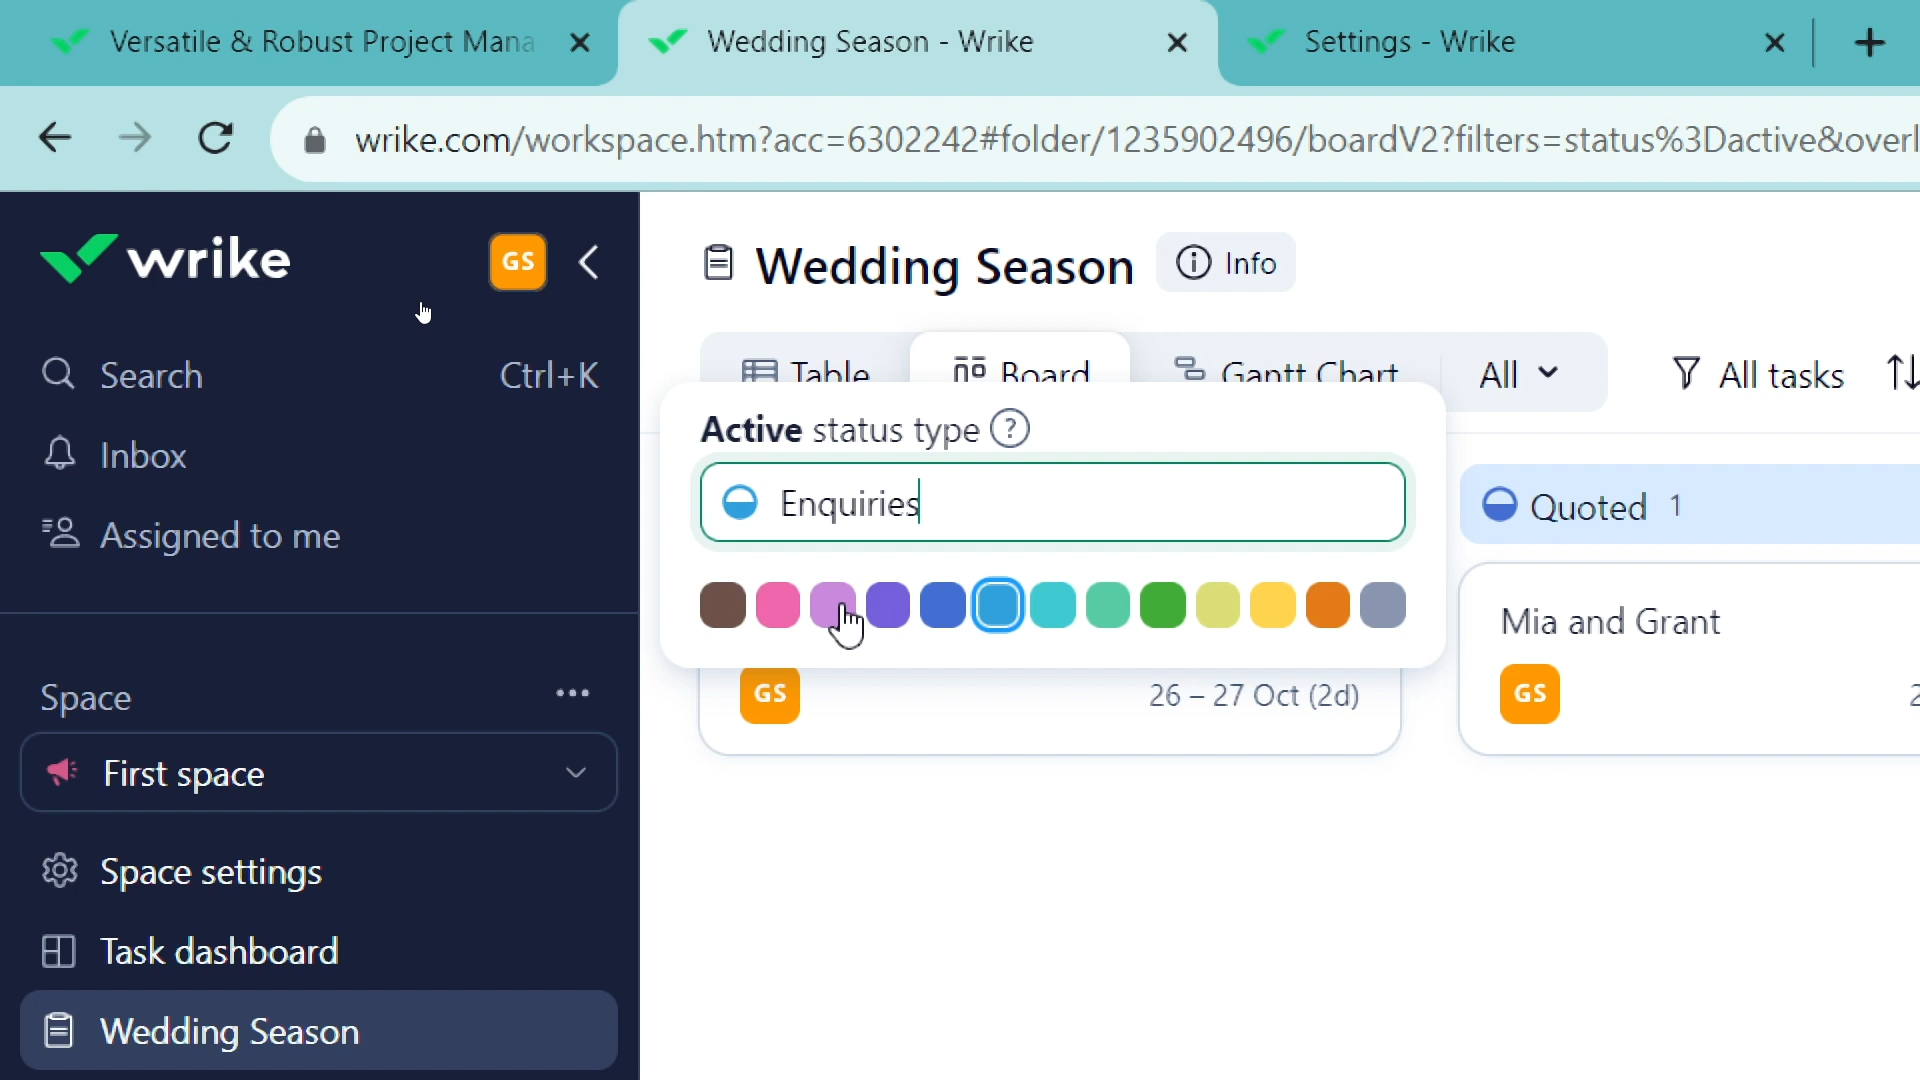 Versatile & Robust Project Mana
Wedding Season - Wrike
Settings - Wrike
wrike.com/workspace.htm?acc=6302242#folder/1235902496/boardV2?filters=status%3Dactive&overl
wrike
GS
Wedding Season
Info
Search
Ctrl+K
Table
Board
Gantt Chart
All
All tasks
Inbox
Active status type ?
Assigned to me
Enquiries
Quoted 1
Mia and Grant
Space
GS
26 – 27 Oct (2d)
GS
2
First space
Space settings
Task dashboard
Wedding Season